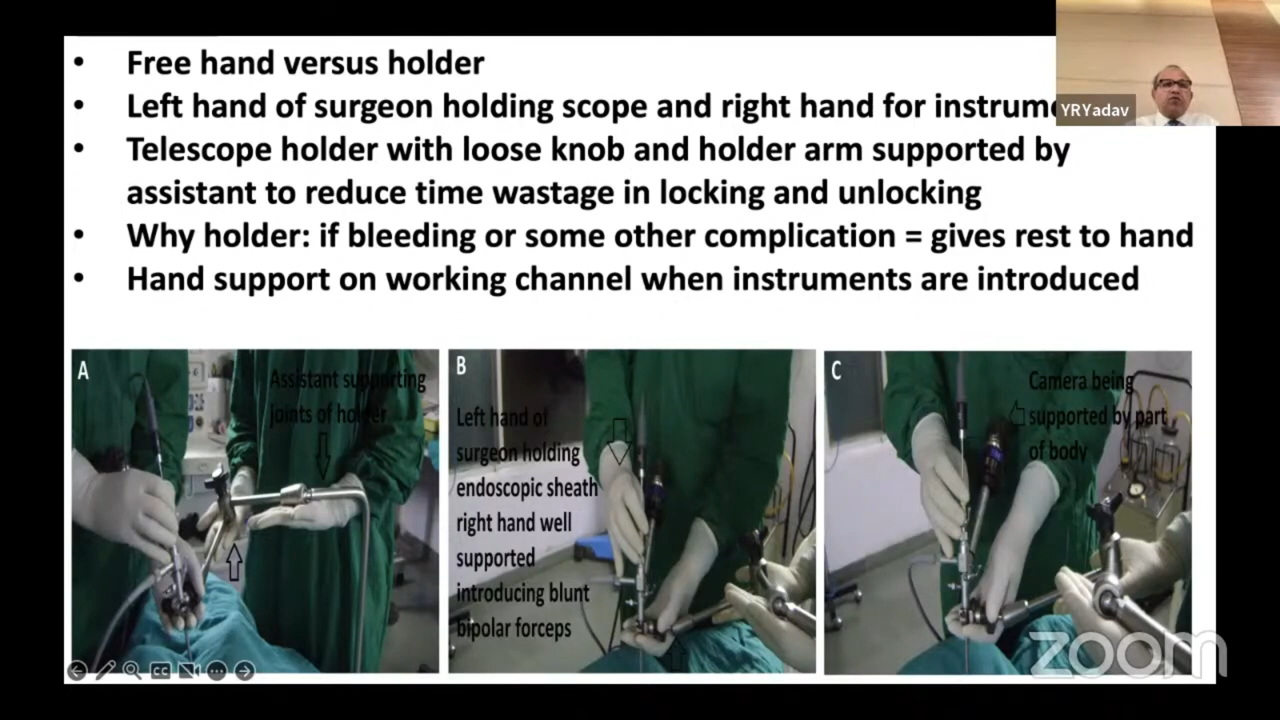 • Free hand versus holder
• Left hand of surgeon holding scope and right hand for
• Telescope holder with loose knob and holder arm supported by
assistant to reduce time wastage in locking and unlocking
• Why holder: if bleeding or some other complication = gives rest to hand
• Hand support on working channel when instruments are introduced
YRYadav
A
Assistant supporting
joints of holder
B
Left hand of
surgeon holding
endoscopic sheath
right hand well
supported
introducing blunt
bipolar forceps
C
Camera being
supported by part
of body
CC
zoom